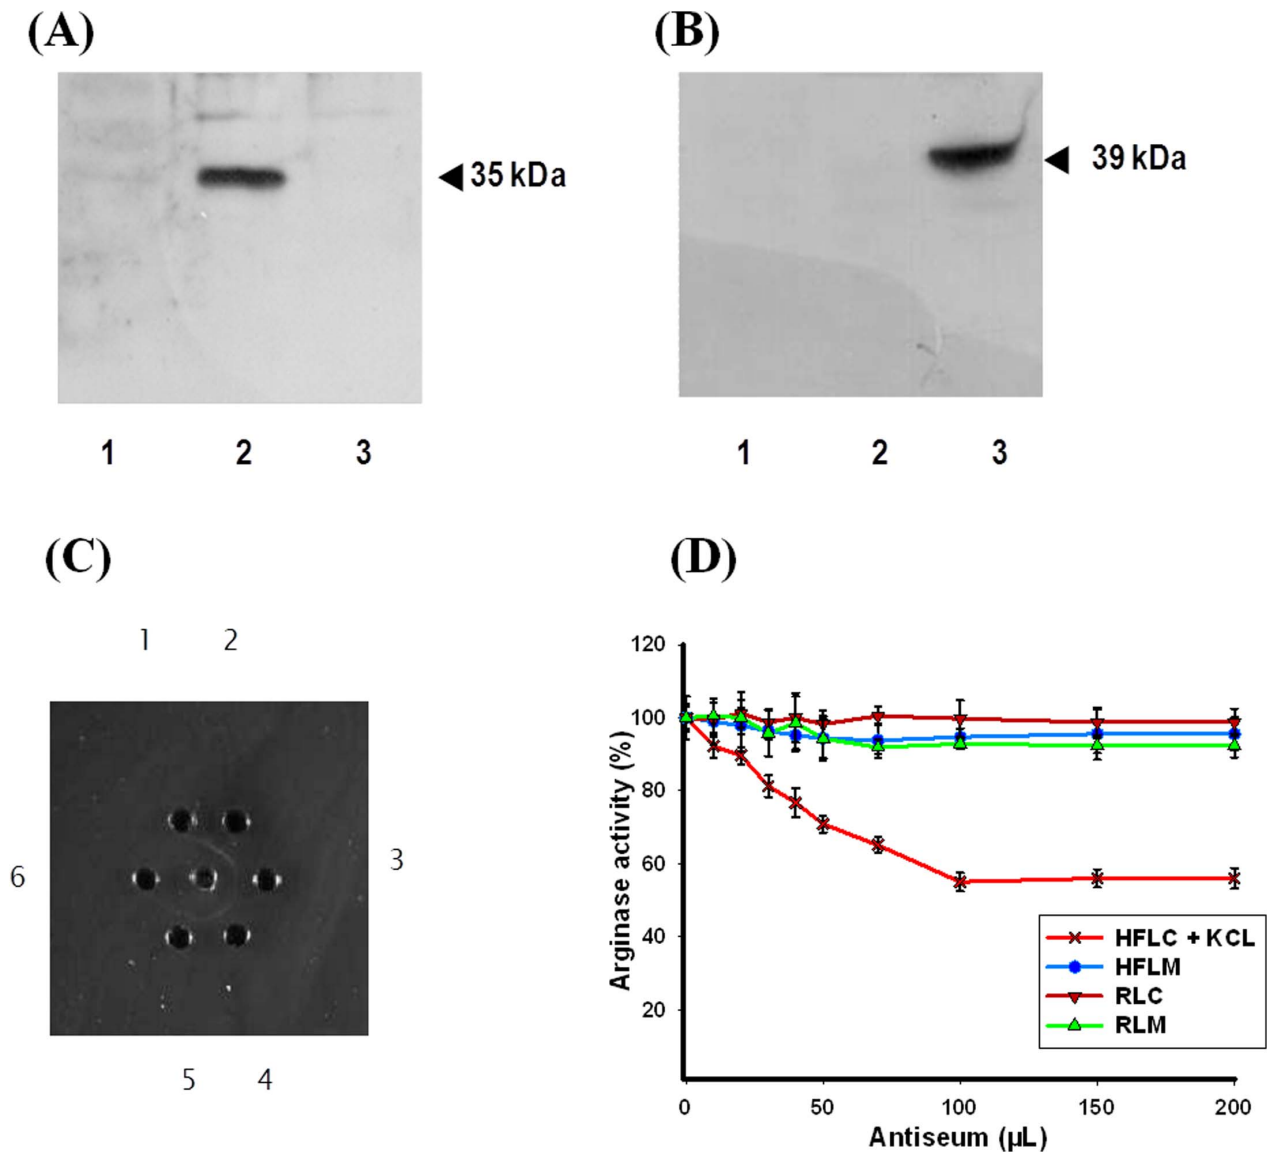 (A)
(B)
35 kDa
39 kDa
1 2 3
1 2 3
(C)
(D)
1 2
3
6
5 4
120
100
80
60
40
20
Arginase activity (%)
HFLC + KCL
HFLM
RLC
RLM
0 50 100 150 200
Antiseum (µL)